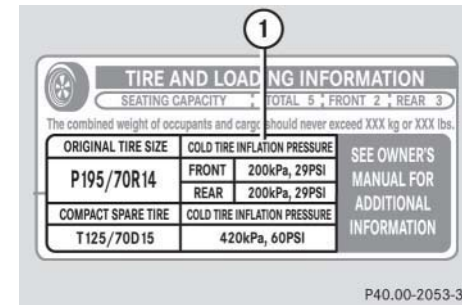 1
TIRE AND LOADING INFORMATION
SEATING CAPACITY TOTAL 5 FRONT 2 REAR 3
The combined weight of occupants and cargo should never exceed XXX kg or XXX lbs.
ORIGINAL TIRE SIZE COLD TIRE INFLATION PRESSURE
P195/70R14 FRONT 200kPa, 29PSI
REAR 200kPa, 29PSI
COMPACT SPARE TIRE COLD TIRE INFLATION PRESSURE
T125/70D15 420kPa, 60PSI
SEE OWNER'S
MANUAL FOR
ADDITIONAL
INFORMATION
P40.00-2053-3